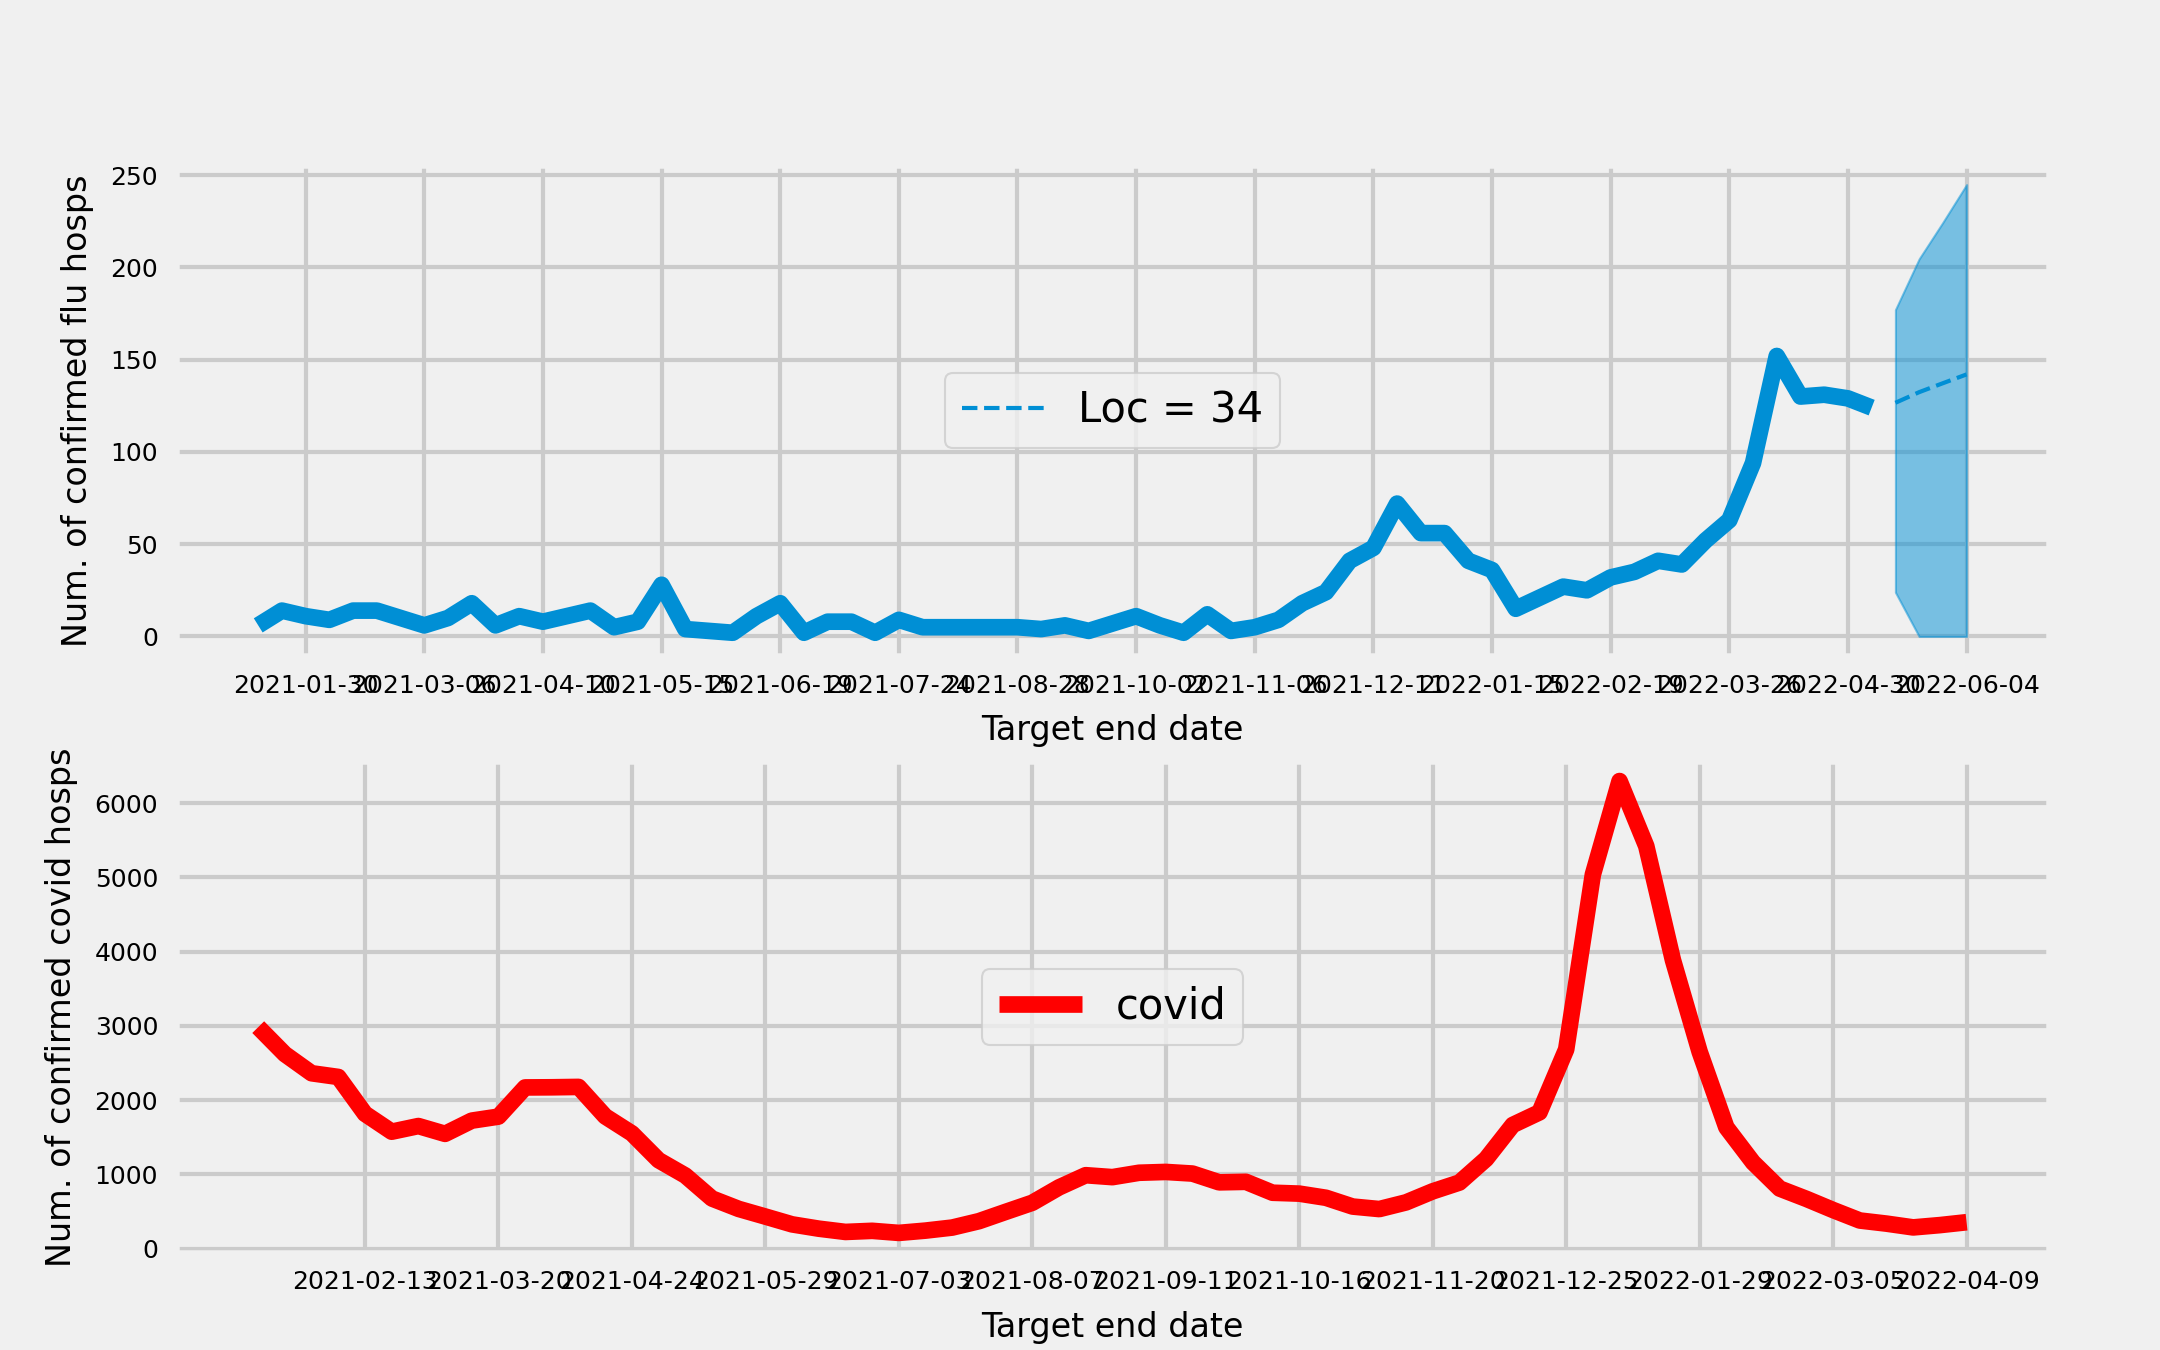 Num. of confirmed flu hosps
250
200
150
100
50
0
Loc = 34
2021-01-30 2021-03-06 2021-04-10 2021-05-15 2021-06-19 2021-07-24 2021-08-28 2021-10-02 2021-11-06 2021-12-11 2022-01-15 2022-02-19 2022-03-26 2022-04-30 2022-06-04
Target end date
Num. of confirmed covid hosps
6000
5000
4000
3000
2000
1000
0
covid
2021-02-13 2021-03-20 2021-04-24 2021-05-29 2021-07-03 2021-08-07 2021-09-11 2021-10-16 2021-11-20 2021-12-25 2022-01-29 2022-03-05 2022-04-09
Target end date